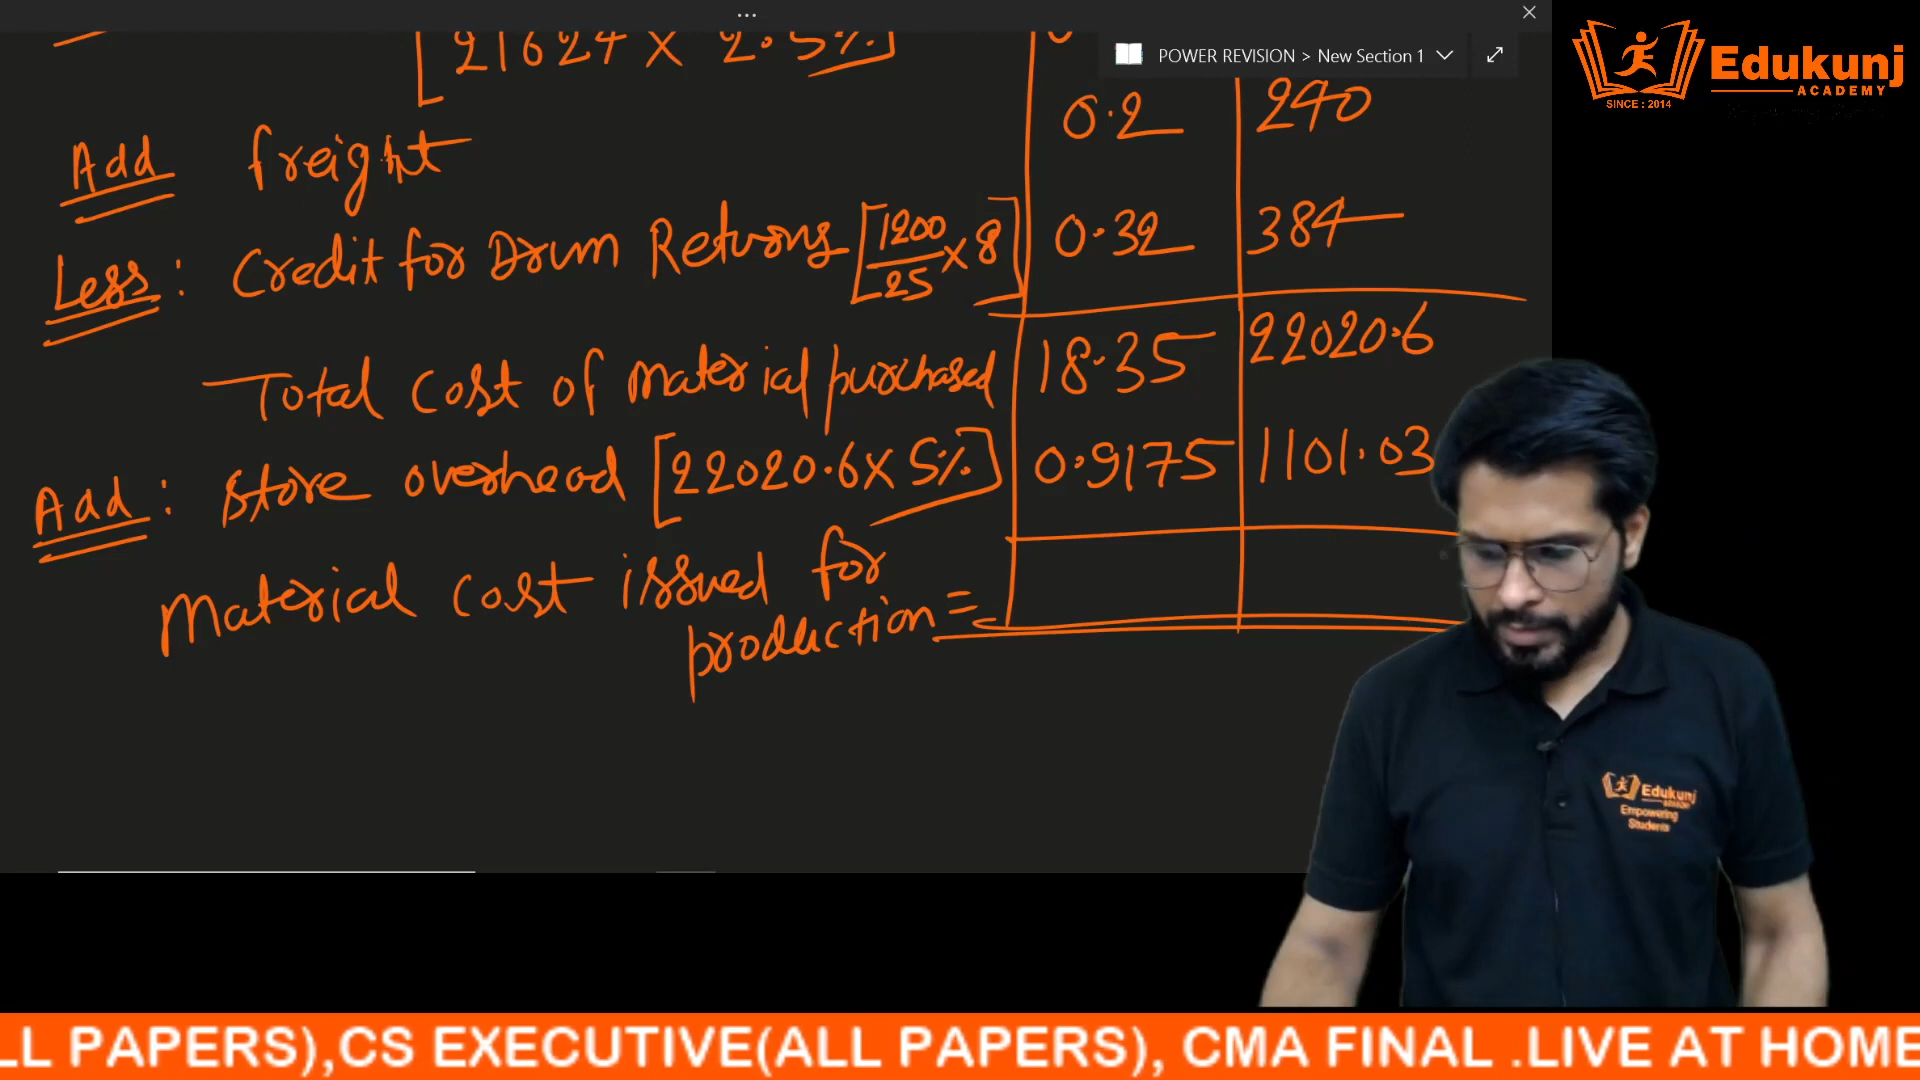 [21624 X 2.5%]
POWER REVISION > New Section 1
Edukunj
ACADEMY
SINCE : 2014
Add freight 0.2 240
Less: Credit for Drum Returns [1200/25 x 8] 0.32 384
Total Cost of Material purchased 18.35 22020.6
Add: Store overhead [22020.6 X 5%] 0.9175 1101.03
Material cost issued for
production =
Edukunj
ACADEMY
Empowering
Students
LL PAPERS),CS EXECUTIVE(ALL PAPERS), CMA FINAL .LIVE AT HOME